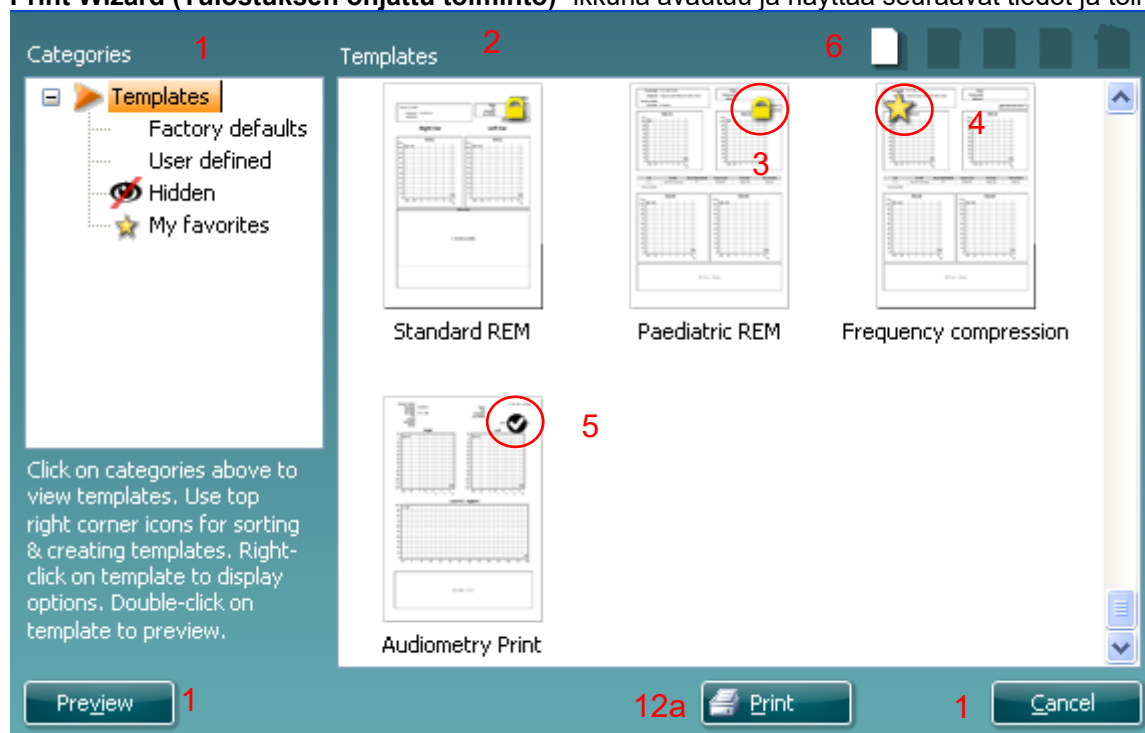 Print Wizard (Tulostuksen ohjattu toiminto) -ikkuna avautuu ja näyttää seuraavat tiedot ja
Categories 1
Templates 2
6
Templates
Factory defaults
User defined
Hidden
My favorites
3
4
Standard REM
Paediatric REM
Frequency compression
5
Audiometry Print
Click on categories above to
view templates. Use top
right corner icons for sorting
& creating templates. Right-
click on template to display
options. Double-click on
template to preview.
Preview 1
12a Print
1 Cancel